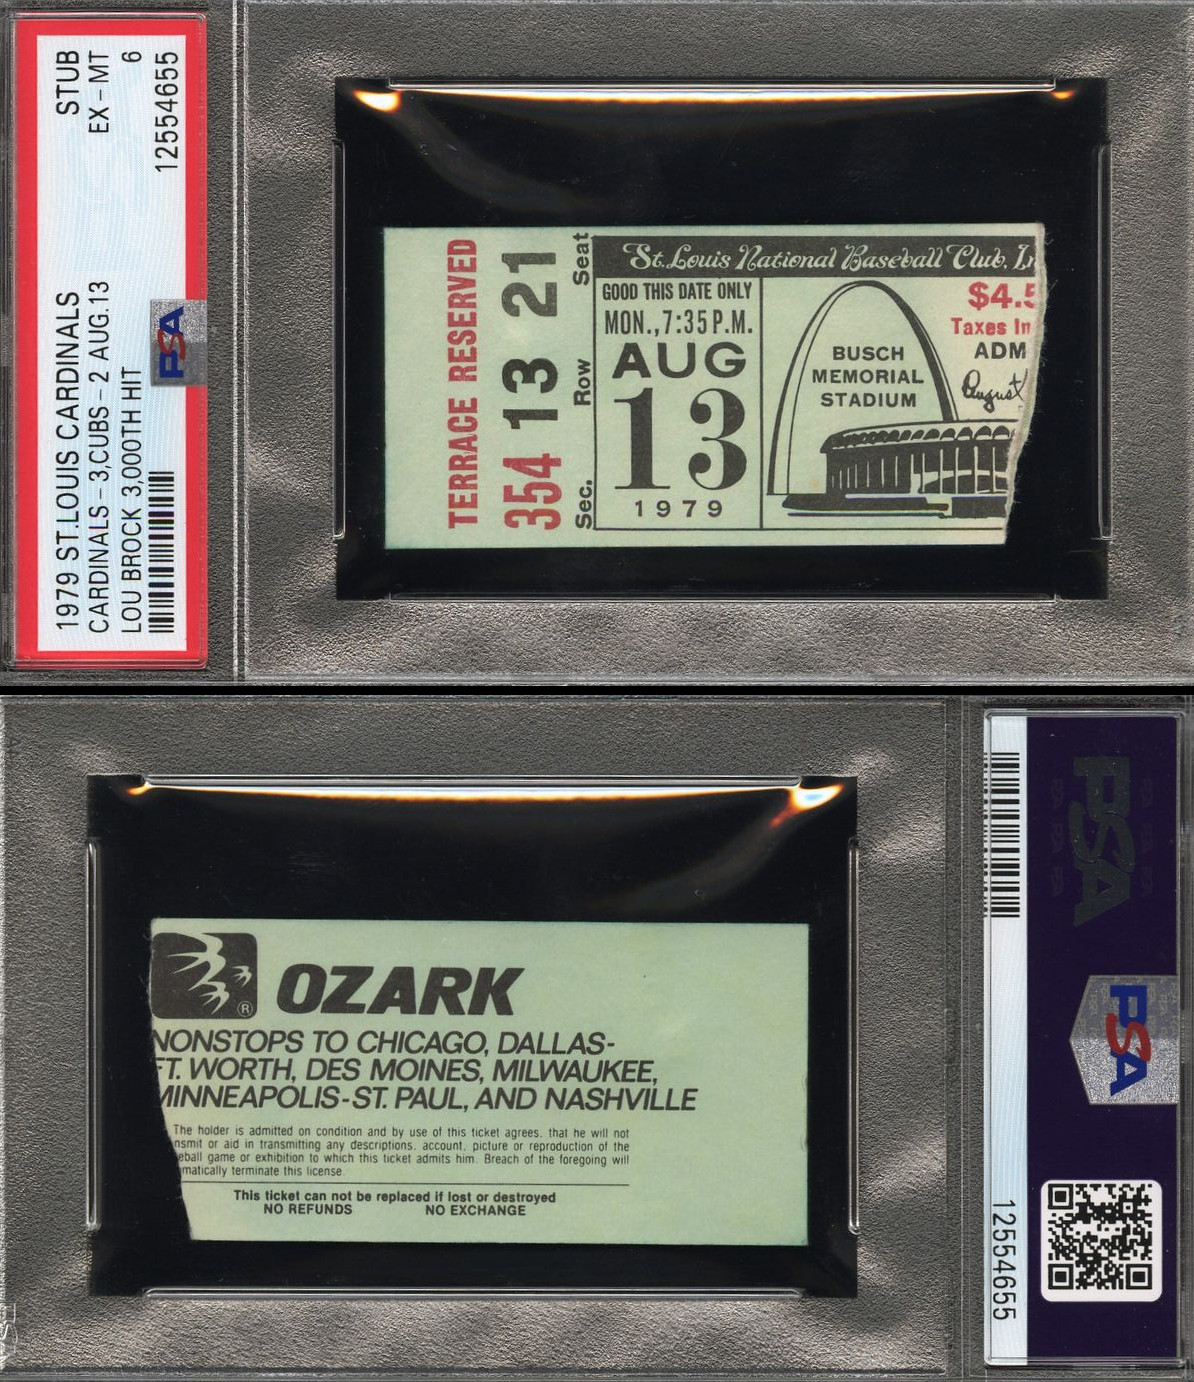 1979 ST.LOUIS CARDINALS STUB
CARDINALS - 3,CUBS - 2 AUG.13 EX - MT
LOU BROCK 3,000TH HIT 6
PSA 12554655
TERRACE RESERVED
354 13 21
Sec. Row Seat
St. Louis National Baseball Club, In
GOOD THIS DATE ONLY
MON., 7:35 P.M.
AUG
13
1979
BUSCH
MEMORIAL
STADIUM
$4.5
Taxes In
ADM
August
OZARK
®
NONSTOPS TO CHICAGO, DALLAS-
FT. WORTH, DES MOINES, MILWAUKEE,
MINNEAPOLIS-ST. PAUL, AND NASHVILLE
The holder is admitted on condition and by use of this ticket agrees, that he will not
nsmit or aid in transmitting any descriptions, account, picture or reproduction of the
eball game or exhibition to which this ticket admits him. Breach of the foregoing will
matically terminate this license.
This ticket can not be replaced if lost or destroyed
NO REFUNDS NO EXCHANGE
PSA
PSA
12554655